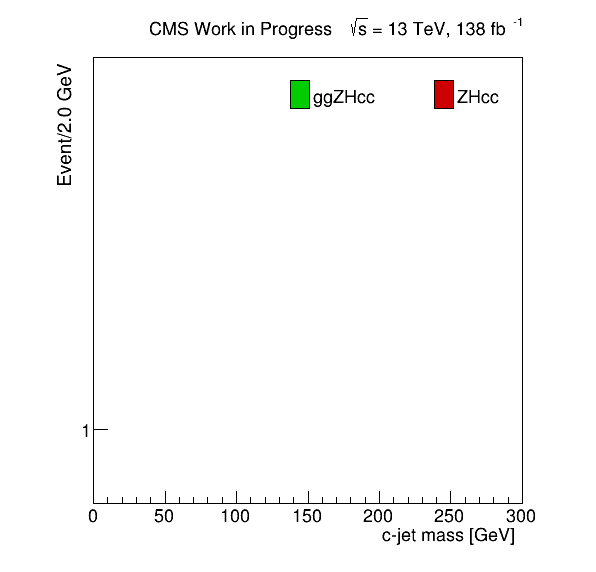 CMS Work in Progress √s = 13 TeV, 138 fb⁻¹
Event/2.0 GeV
ggZHcc ZHcc
1
0 50 100 150 200 250 300
c-jet mass [GeV]